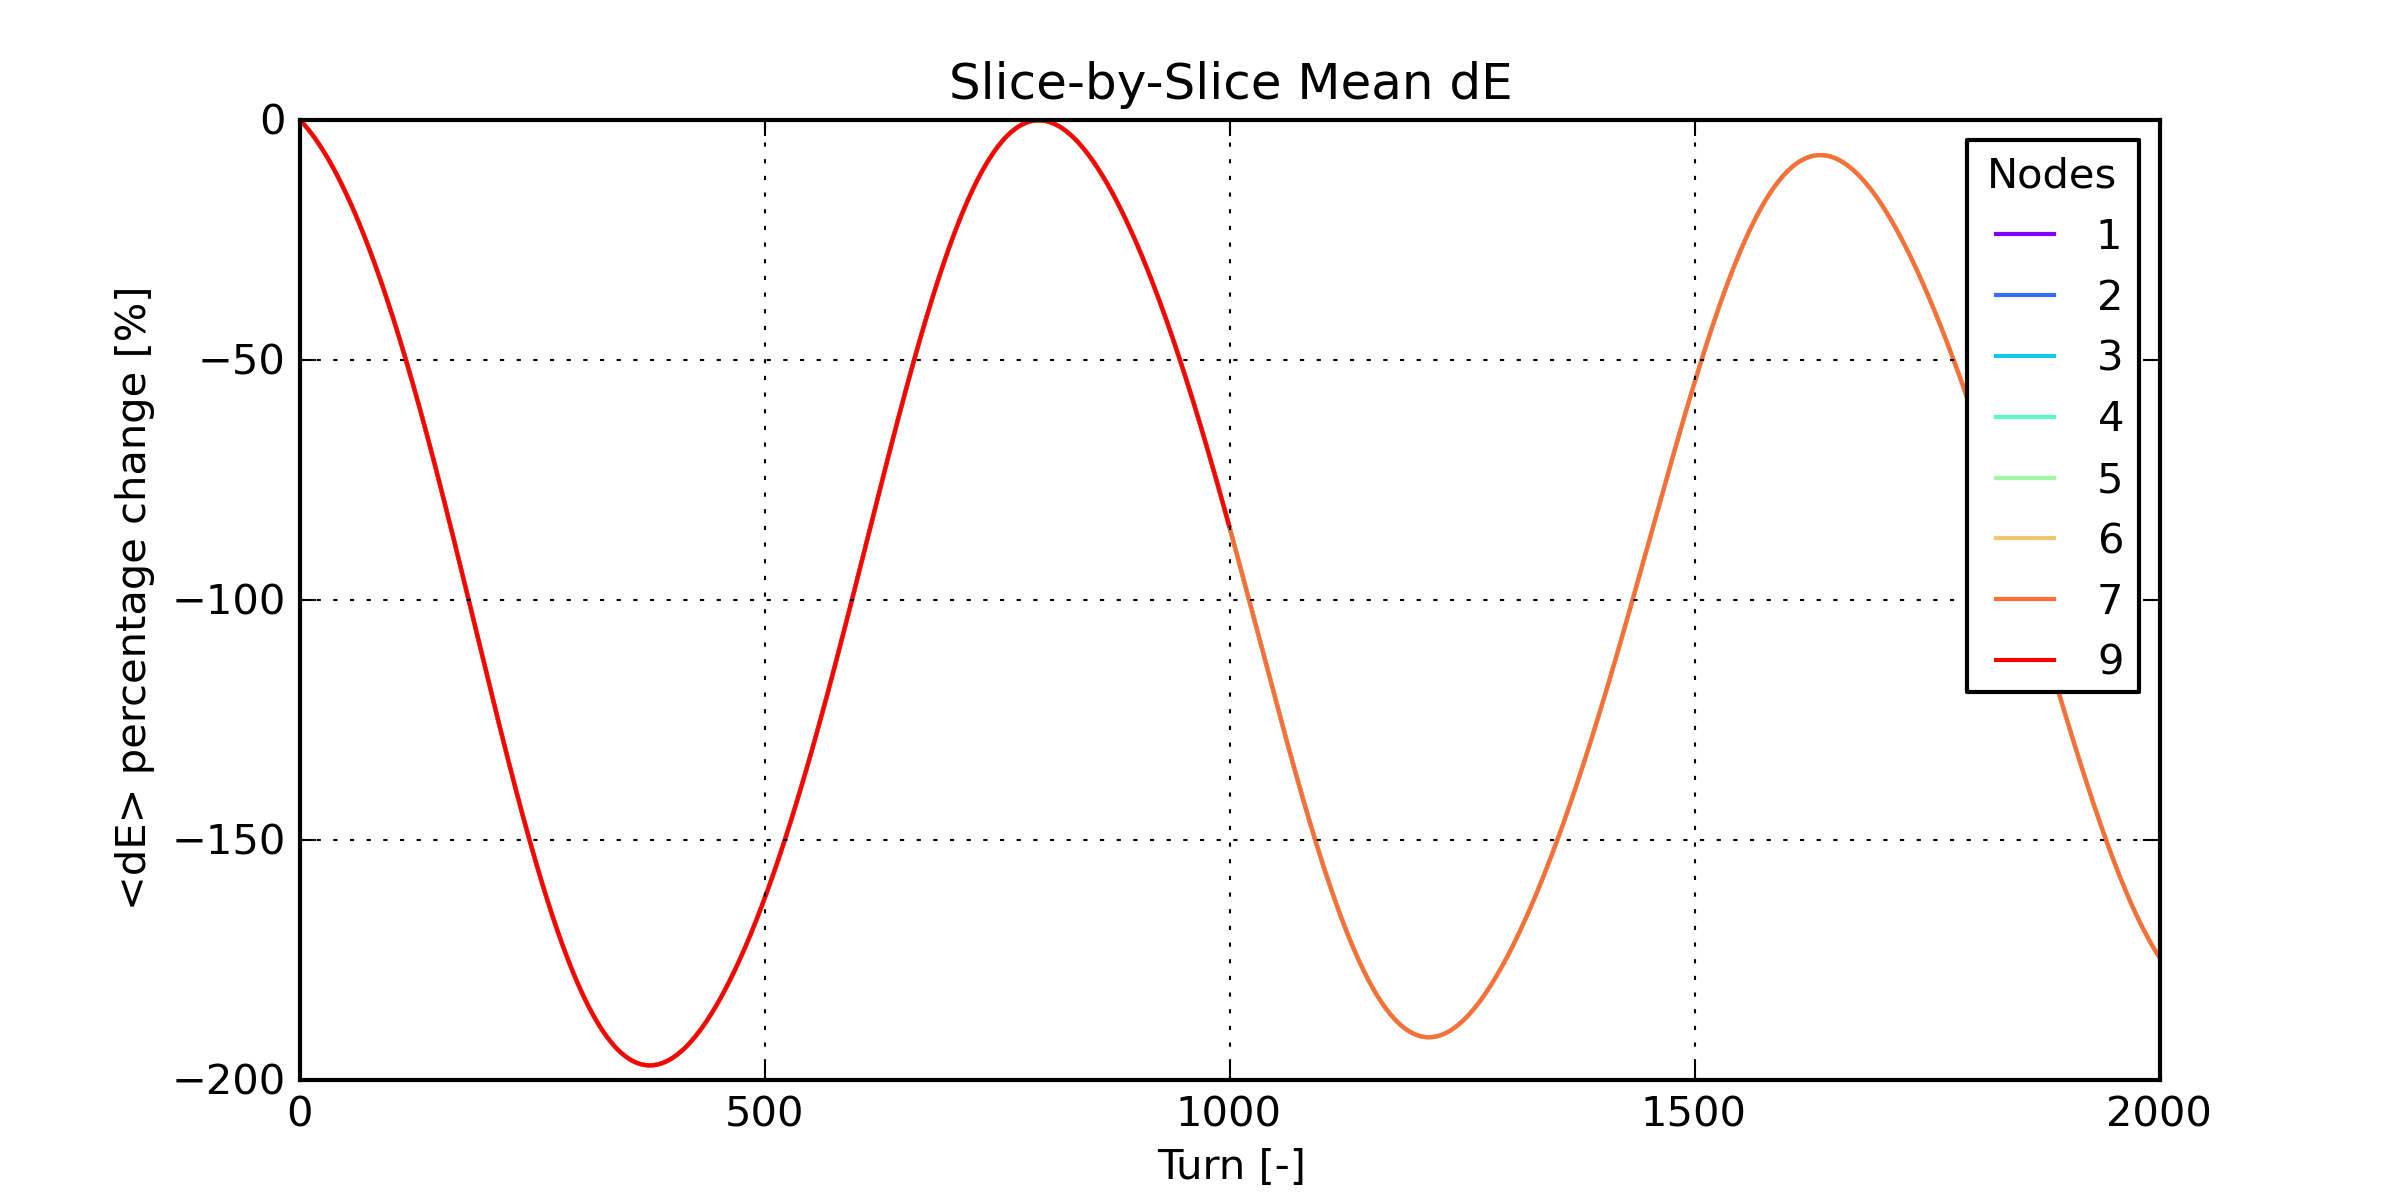 Slice-by-Slice Mean dE
<dE> percentage change [%]
0
−50
−100
−150
−200
0 500 1000 1500 2000
Turn [-]
Nodes
1
2
3
4
5
6
7
9